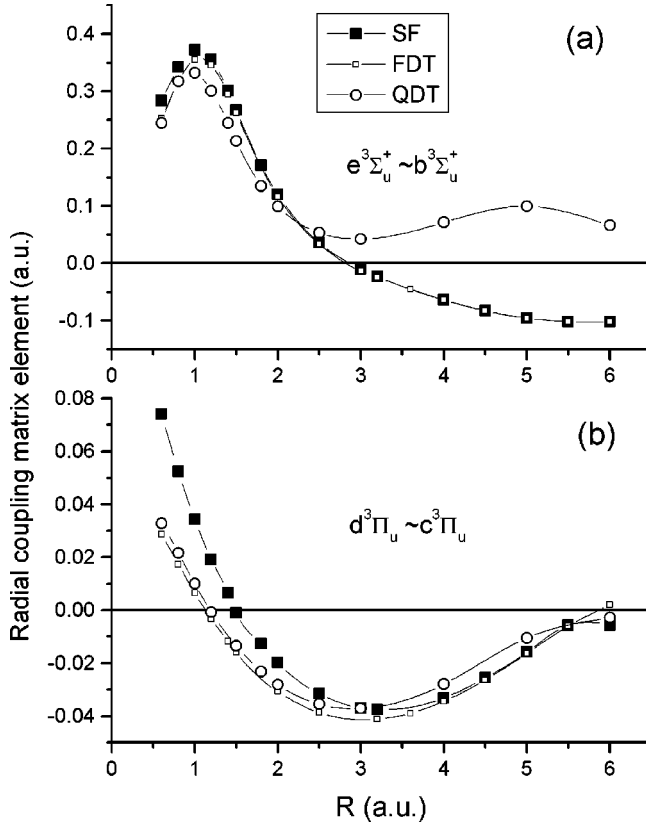 (a)
SF
FDT
QDT
e³Σᵤ⁺ ~b³Σᵤ⁺
0.4
0.3
0.2
0.1
0.0
-0.1
0 1 2 3 4 5 6
Radial coupling matrix element (a.u.)
(b)
d³Πᵤ ~c³Πᵤ
0.08
0.06
0.04
0.02
0.00
-0.02
-0.04
0 1 2 3 4 5 6
R (a.u.)